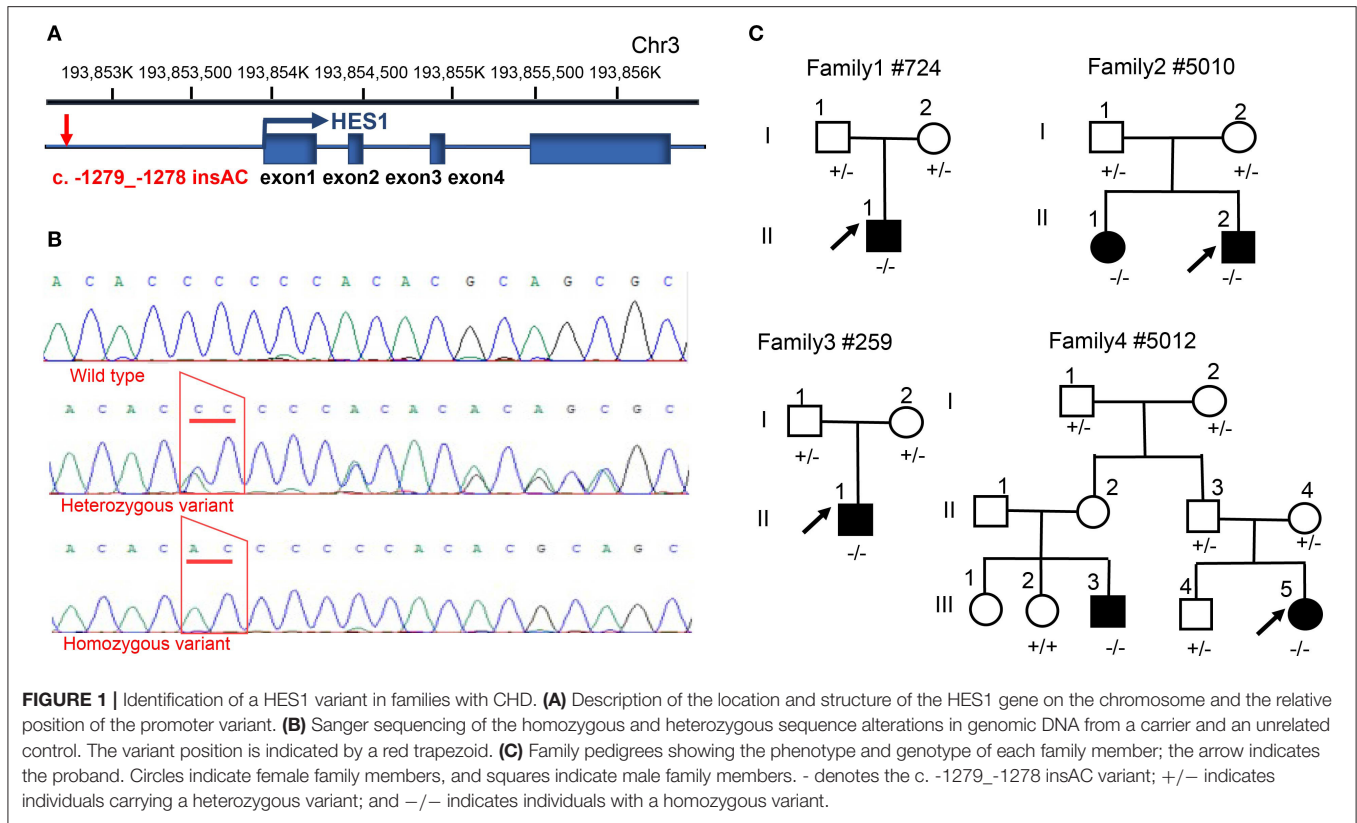 A
Chr3
193,853K 193,853,500 193,854K 193,854,500 193,855K 193,855,500 193,856K
HES1
c. -1279_-1278 insAC exon1 exon2 exon3 exon4
B
A C A C C C C C C A C A C G C A G C G C
Wild type
A C A C C C C C C A C A C A C A G C G C
Heterozygous variant
A C A C A C C C C C C A C A C G C A G C
Homozygous variant
C
Family1 #724
1 2
I
+/- +/-
1
II
-/-
Family2 #5010
1 2
I
+/- +/-
II
1 2
-/- -/-
Family3 #259
1 2
I
+/- +/-
1
II
-/-
Family4 #5012
1 2
I
+/- +/-
1 2 3 4
II
+/- +/-
1 2 3 4 5
III
+/+ -/- +/- -/-
FIGURE 1 | Identification of a HES1 variant in families with CHD. (A) Description of the location and structure of the HES1 gene on the chromosome and the relative
position of the promoter variant. (B) Sanger sequencing of the homozygous and heterozygous sequence alterations in genomic DNA from a carrier and an unrelated
control. The variant position is indicated by a red trapezoid. (C) Family pedigrees showing the phenotype and genotype of each family member; the arrow indicates
the proband. Circles indicate female family members, and squares indicate male family members. - denotes the c. -1279_-1278 insAC variant; +/− indicates
individuals carrying a heterozygous variant; and −/− indicates individuals with a homozygous variant.